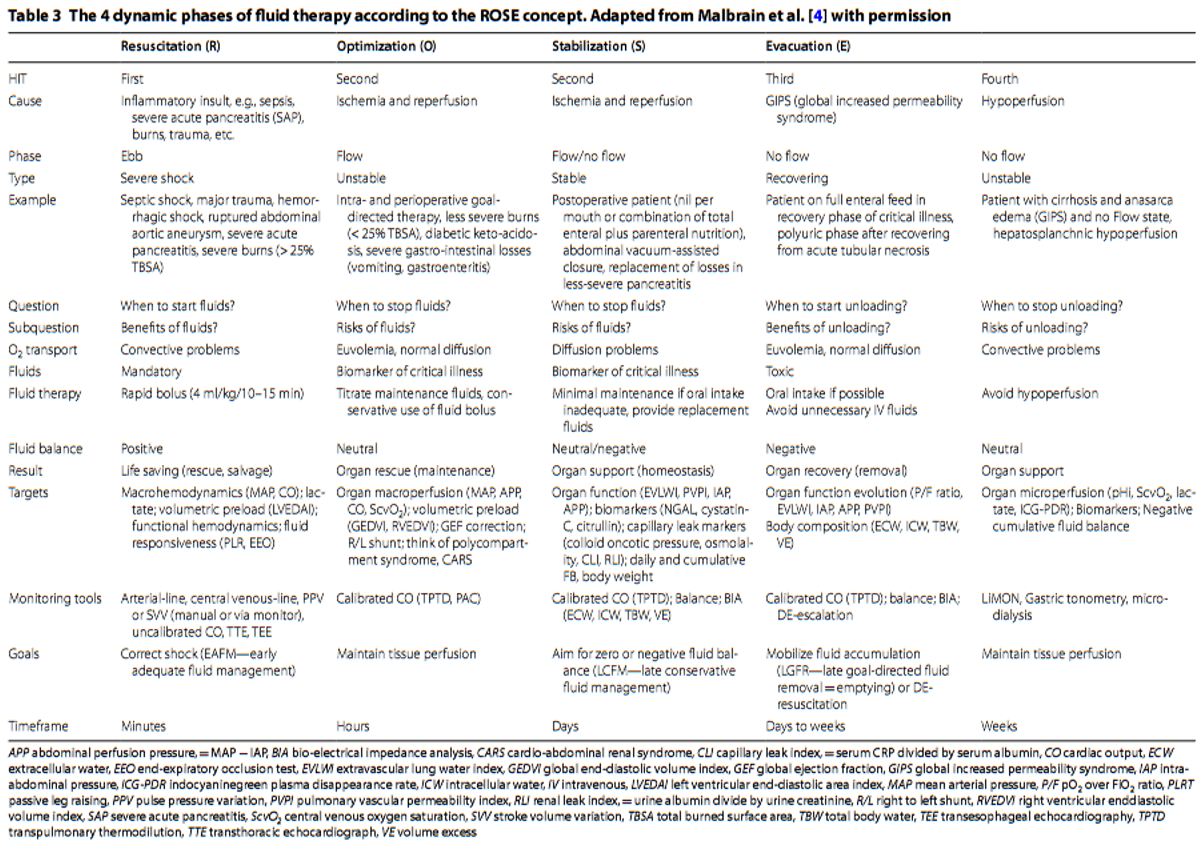 Table 3 The 4 dynamic phases of fluid therapy according to the ROSE concept. Adapted from Malbrain et al. [4] with permission
Resuscitation (R) Optimization (O) Stabilization (S) Evacuation (E)
HIT First Second Second Third Fourth
Cause Inflammatory insult, e.g., sepsis, Ischemia and reperfusion Ischemia and reperfusion GIPS (global increased permeability Hypoperfusion
severe acute pancreatitis (SAP), syndrome)
burns, trauma, etc.
Phase Ebb Flow Flow/no flow No flow No flow
Type Severe shock Unstable Stable Recovering Unstable
Example Septic shock, major trauma, hemor- Intra- and perioperative goal- Postoperative patient (nil per Patient on full enteral feed in Patient with cirrhosis and anasarca
rhagic shock, ruptured abdominal directed therapy, less severe burns mouth or combination of total recovery phase of critical illness, edema (GIPS) and no Flow state,
aortic aneurysm, severe acute (< 25% TBSA), diabetic keto-acido- enteral plus parenteral nutrition), polyuric phase after recovering hepatosplanchnic hypoperfusion
pancreatitis, severe burns (> 25% sis, severe gastro-intestinal losses abdominal vacuum-assisted from acute tubular necrosis
TBSA) (vomiting, gastroenteritis) closure, replacement of losses in
less-severe pancreatitis
Question When to start fluids? When to stop fluids? When to stop fluids? When to start unloading? When to stop unloading?
Subquestion Benefits of fluids? Risks of fluids? Risks of fluids? Benefits of unloading? Risks of unloading?
O2 transport Convective problems Euvolemia, normal diffusion Diffusion problems Euvolemia, normal diffusion Convective problems
Fluids Mandatory Biomarker of critical illness Biomarker of critical illness Toxic
Fluid therapy Rapid bolus (4 ml/kg/10–15 min) Titrate maintenance fluids, con- Minimal maintenance if oral intake Oral intake if possible Avoid hypoperfusion
servative use of fluid bolus inadequate, provide replacement Avoid unnecessary IV fluids
fluids
Fluid balance Positive Neutral Neutral/negative Negative Neutral
Result Life saving (rescue, salvage) Organ rescue (maintenance) Organ support (homeostasis) Organ recovery (removal) Organ support
Targets Macrohemodynamics (MAP, CO); lac- Organ macroperfusion (MAP, APP, Organ function (EVLWI, PVPI, IAP, Organ function evolution (P/F ratio, Organ microperfusion (pHi, ScvO2, lac-
tate; volumetric preload (LVEDAI); CO, ScvO2); volumetric preload APP); biomarkers (NGAL, cystatin- EVLWI, IAP, APP, PVPI) tate, ICG-PDR); Biomarkers; Negative
functional hemodynamics; fluid (GEDVI, RVEDVI); GEF correction; C, citrullin); capillary leak markers Body composition (ECW, ICW, TBW, cumulative fluid balance
responsiveness (PLR, EEO) R/L shunt; think of polycompart- (colloid oncotic pressure, osmolal- VE)
ment syndrome, CARS ity, CLI, RLI); daily and cumulative
FB, body weight
Monitoring tools Arterial-line, central venous-line, PPV Calibrated CO (TPTD, PAC) Calibrated CO (TPTD); Balance; BIA Calibrated CO (TPTD); balance; BIA; LiMON, Gastric tonometry, micro-
or SVV (manual or via monitor), (ECW, ICW, TBW, VE) DE-escalation dialysis
uncalibrated CO, TTE, TEE
Goals Correct shock (EAFM—early Maintain tissue perfusion Aim for zero or negative fluid bal- Mobilize fluid accumulation Maintain tissue perfusion
adequate fluid management) ance (LCFM—late conservative (LGFR—late goal-directed fluid
fluid management) removal = emptying) or DE-
resuscitation
Timeframe Minutes Hours Days Days to weeks Weeks
APP abdominal perfusion pressure, = MAP − IAP, BIA bio-electrical impedance analysis, CARS cardio-abdominal renal syndrome, CLI capillary leak index, = serum CRP divided by serum albumin, CO cardiac output, ECW
extracellular water, EEO end-expiratory occlusion test, EVLWI extravascular lung water index, GEDVI global end-diastolic volume index, GEF global ejection fraction, GIPS global increased permeability syndrome, IAP intra-
abdominal pressure, ICG-PDR indocyaninegreen plasma disappearance rate, ICW intracellular water, IV intravenous, LVEDAI left ventricular end-diastolic area index, MAP mean arterial pressure, P/F pO2 over FIO2 ratio, PLRT
passive leg raising, PPV pulse pressure variation, PVPI pulmonary vascular permeability index, RLI renal leak index, = urine albumin divide by urine creatinine, R/L right to left shunt, RVEDVI right ventricular enddiastolic
volume index, SAP severe acute pancreatitis, ScvO2 central venous oxygen saturation, SVV stroke volume variation, TBSA total burned surface area, TBW total body water, TEE transesophageal echocardiography, TPTD
transpulmonary thermodilution, TTE transthoracic echocardiography, VE volume excess